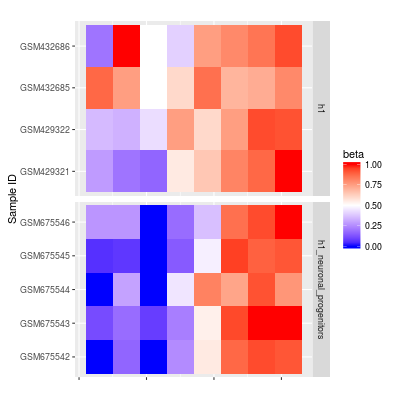 GSM432686
GSM432685
GSM429322
GSM429321
h1
GSM675546
GSM675545
GSM675544
GSM675543
GSM675542
h1_neuronal_progenitors
Sample ID
beta
1.00
0.75
0.50
0.25
0.00